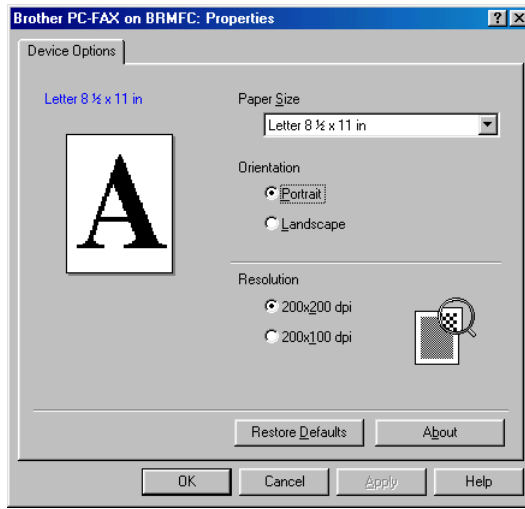 Brother PC-FAX on BRMFC: Properties
Device Options
Letter 8 ½ x 11 in
Paper Size
Letter 8 ½ x 11 in
A
Orientation
Portrait
Landscape
Resolution
200x200 dpi
200x100 dpi
Restore Defaults About
OK Cancel Apply Help